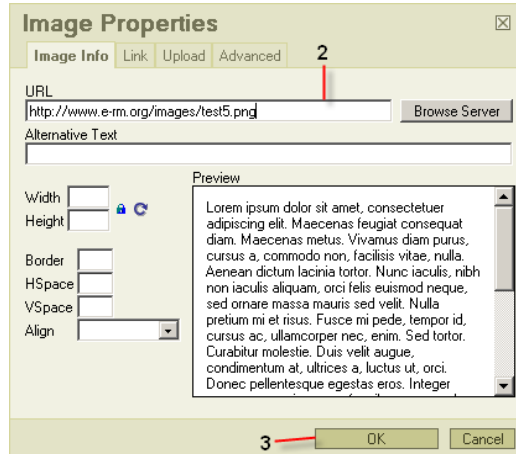 Image Properties
Image Info Link Upload Advanced
2
URL
http://www.e-rm.org/images/test5.png
Browse Server
Alternative Text
Preview
Width
Height
Border
HSpace
VSpace
Align
Lorem ipsum dolor sit amet, consectetuer
adipiscing elit. Maecenas feugiat consequat
diam. Maecenas metus. Vivamus diam purus,
cursus a, commodo non, facilisis vitae, nulla.
Aenean dictum lacinia tortor. Nunc iaculis, nibh
non iaculis aliquam, orci felis euismod neque,
sed ornare massa mauris sed velit. Nulla
pretium mi et risus. Fusce mi pede, tempor id,
cursus ac, ullamcorper nec, enim. Sed tortor.
Curabitur molestie. Duis velit augue,
condimentum at, ultrices a, luctus ut, orci.
Donec pellentesque egestas eros. Integer
3
OK
Cancel